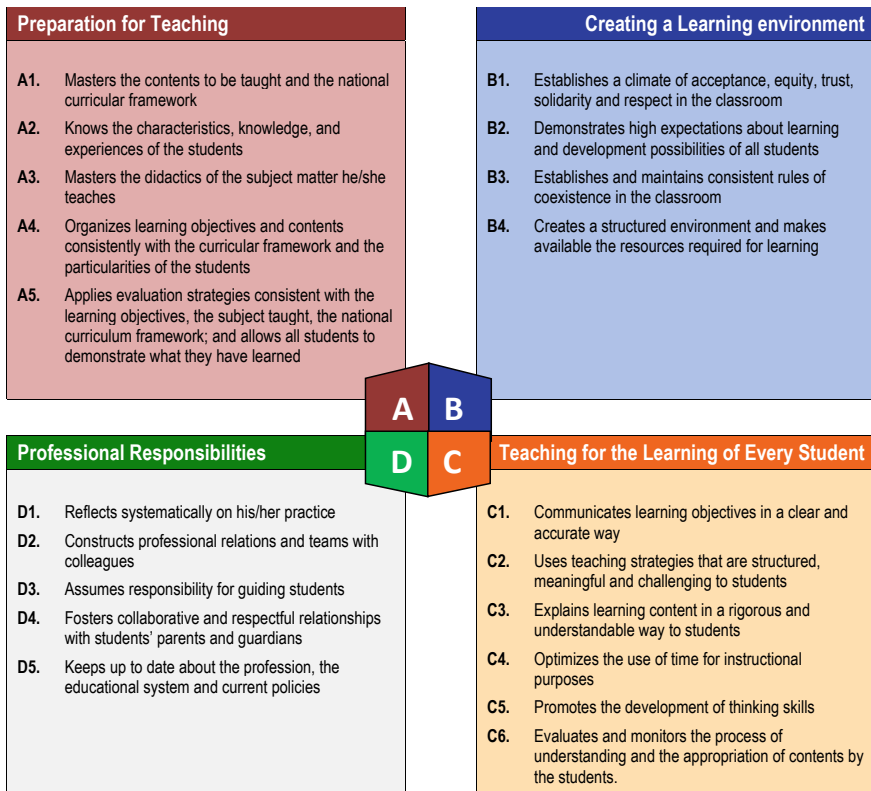 Preparation for Teaching
A1. Masters the contents to be taught and the national
curricular framework
A2. Knows the characteristics, knowledge, and
experiences of the students
A3. Masters the didactics of the subject matter he/she
teaches
A4. Organizes learning objectives and contents
consistently with the curricular framework and the
particularities of the students
A5. Applies evaluation strategies consistent with the
learning objectives, the subject taught, the national
curriculum framework; and allows all students to
demonstrate what they have learned
Creating a Learning environment
B1. Establishes a climate of acceptance, equity, trust,
solidarity and respect in the classroom
B2. Demonstrates high expectations about learning
and development possibilities of all students
B3. Establishes and maintains consistent rules of
coexistence in the classroom
B4. Creates a structured environment and makes
available the resources required for learning
A B
D C
Professional Responsibilities
D1. Reflects systematically on his/her practice
D2. Constructs professional relations and teams with
colleagues
D3. Assumes responsibility for guiding students
D4. Fosters collaborative and respectful relationships
with students' parents and guardians
D5. Keeps up to date about the profession, the
educational system and current policies
Teaching for the Learning of Every Student
C1. Communicates learning objectives in a clear and
accurate way
C2. Uses teaching strategies that are structured,
meaningful and challenging to students
C3. Explains learning content in a rigorous and
understandable way to students
C4. Optimizes the use of time for instructional
purposes
C5. Promotes the development of thinking skills
C6. Evaluates and monitors the process of
understanding and the appropriation of contents by
the students.